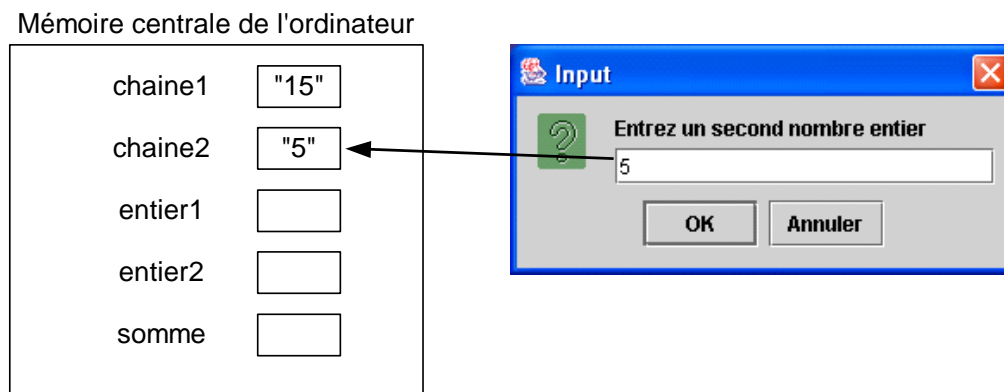 Mémoire centrale de l'ordinateur
chaine1 "15"
chaine2 "5"
entier1
entier2
somme
Input
Entrez un second nombre entier
5
OK Annuler